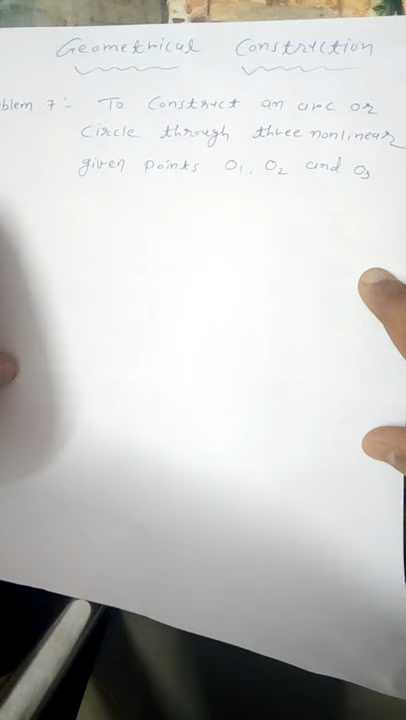 Geometrical Construction
blem 7:- To Construct an arc or
Circle through three nonlinear
given points O1, O2 and O3